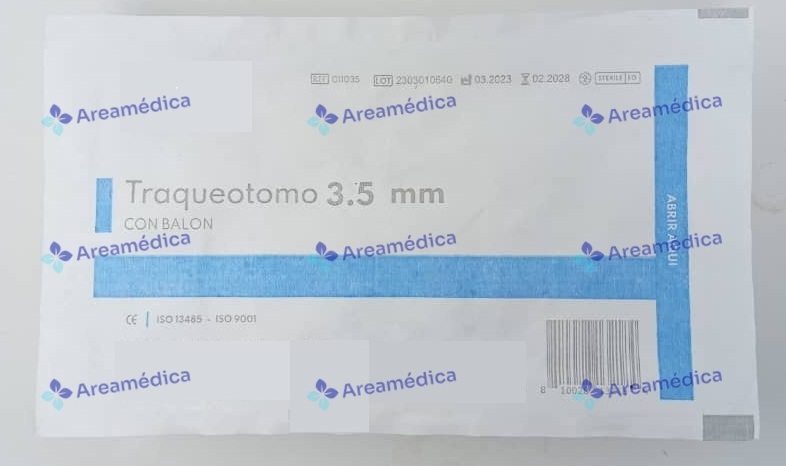 REF 011035 LOT 2303010640 03.2023 02.2028 STERILE EO
Areamédica Areamédica Areamédica
Traqueotomo 3.5 mm
CON BALON
ABRIR AQUI
Areamédica Areamédica Areamédica
CE ISO 13485 - ISO 9001
Areamédica Areamédica Areamédica